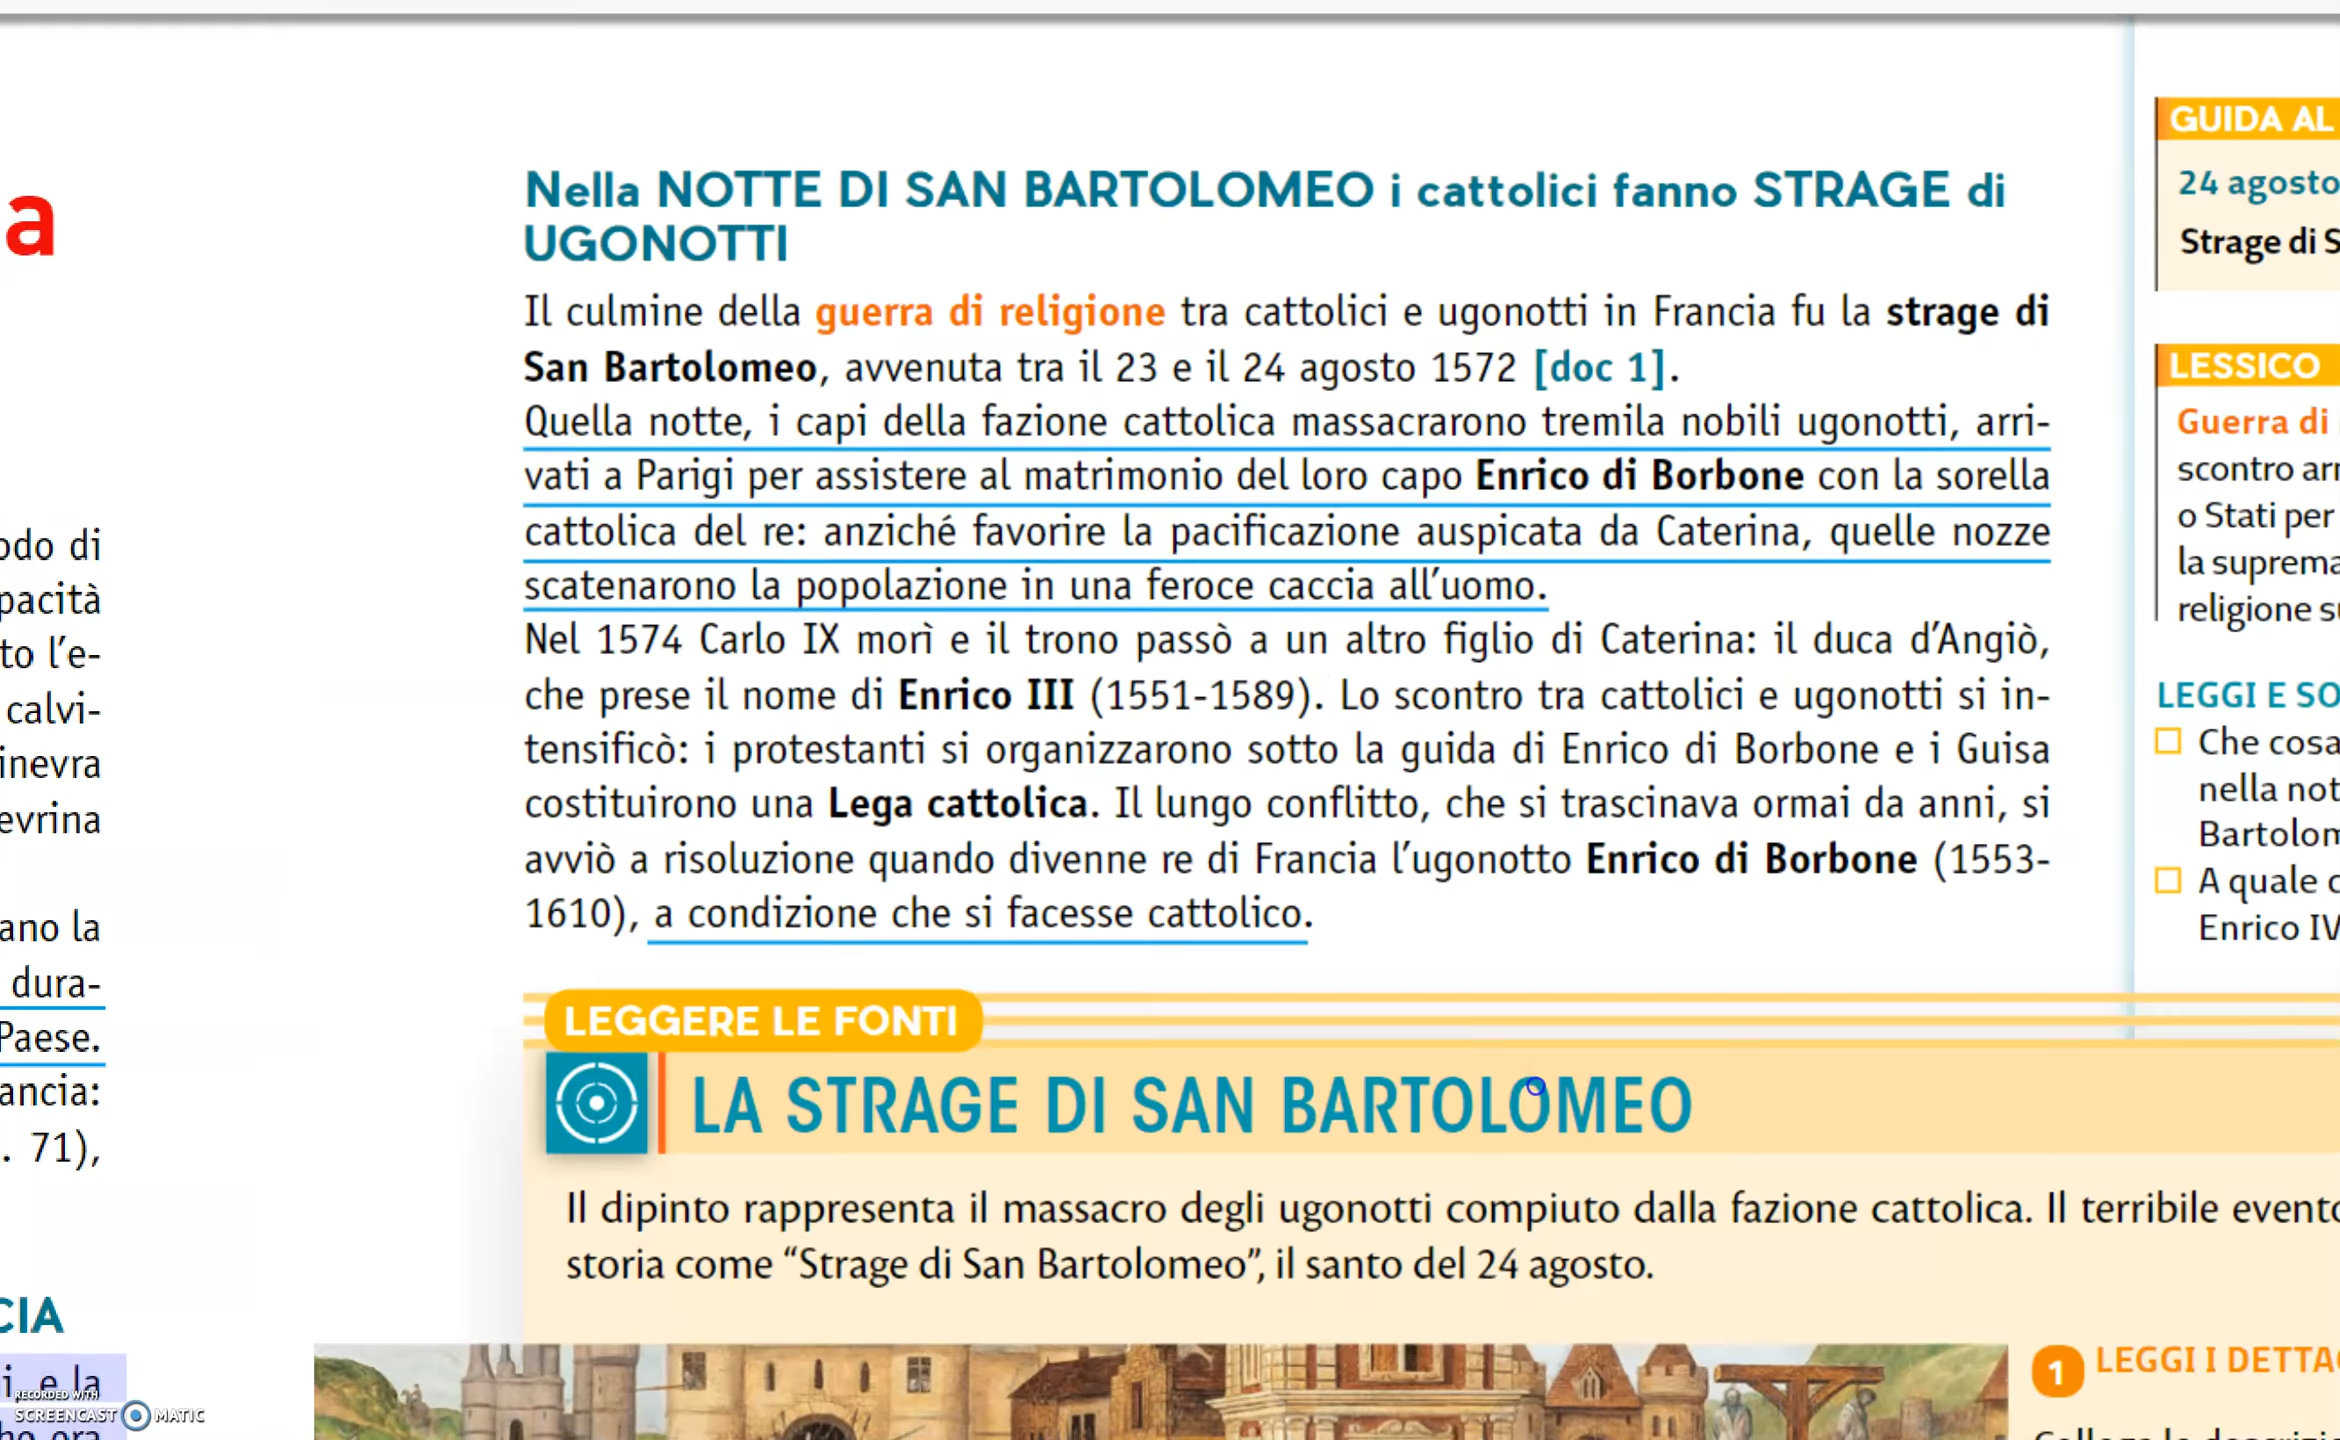 a
odo di
pacità
to l'e-
calvi-
inevra
evrina
ano la
dura-
Paese.
ancia:
. 71),
CIA
i, e la
Nella NOTTE DI SAN BARTOLOMEO i cattolici fanno STRAGE di
UGONOTTI
Il culmine della guerra di religione tra cattolici e ugonotti in Francia fu la strage di
San Bartolomeo, avvenuta tra il 23 e il 24 agosto 1572 [doc 1].
Quella notte, i capi della fazione cattolica massacrarono tremila nobili ugonotti, arri-
vati a Parigi per assistere al matrimonio del loro capo Enrico di Borbone con la sorella
cattolica del re: anziché favorire la pacificazione auspicata da Caterina, quelle nozze
scatenarono la popolazione in una feroce caccia all'uomo.
Nel 1574 Carlo IX morì e il trono passò a un altro figlio di Caterina: il duca d'Angiò,
che prese il nome di Enrico III (1551-1589). Lo scontro tra cattolici e ugonotti si in-
tensificò: i protestanti si organizzarono sotto la guida di Enrico di Borbone e i Guisa
costituirono una Lega cattolica. Il lungo conflitto, che si trascinava ormai da anni, si
avviò a risoluzione quando divenne re di Francia l'ugonotto Enrico di Borbone (1553-
1610), a condizione che si facesse cattolico.
GUIDA AL
24 agosto
Strage di S
LESSICO
Guerra di
scontro arm
o Stati per
la suprema
religione su
LEGGI E SO
Che cosa
nella not
Bartolom
A quale c
Enrico IV
LEGGERE LE FONTI
LA STRAGE DI SAN BARTOLOMEO
Il dipinto rappresenta il massacro degli ugonotti compiuto dalla fazione cattolica. Il terribile evento
storia come “Strage di San Bartolomeo”, il santo del 24 agosto.
1 LEGGI I DETTA
RECORDED WITH
SCREENCAST MATIC